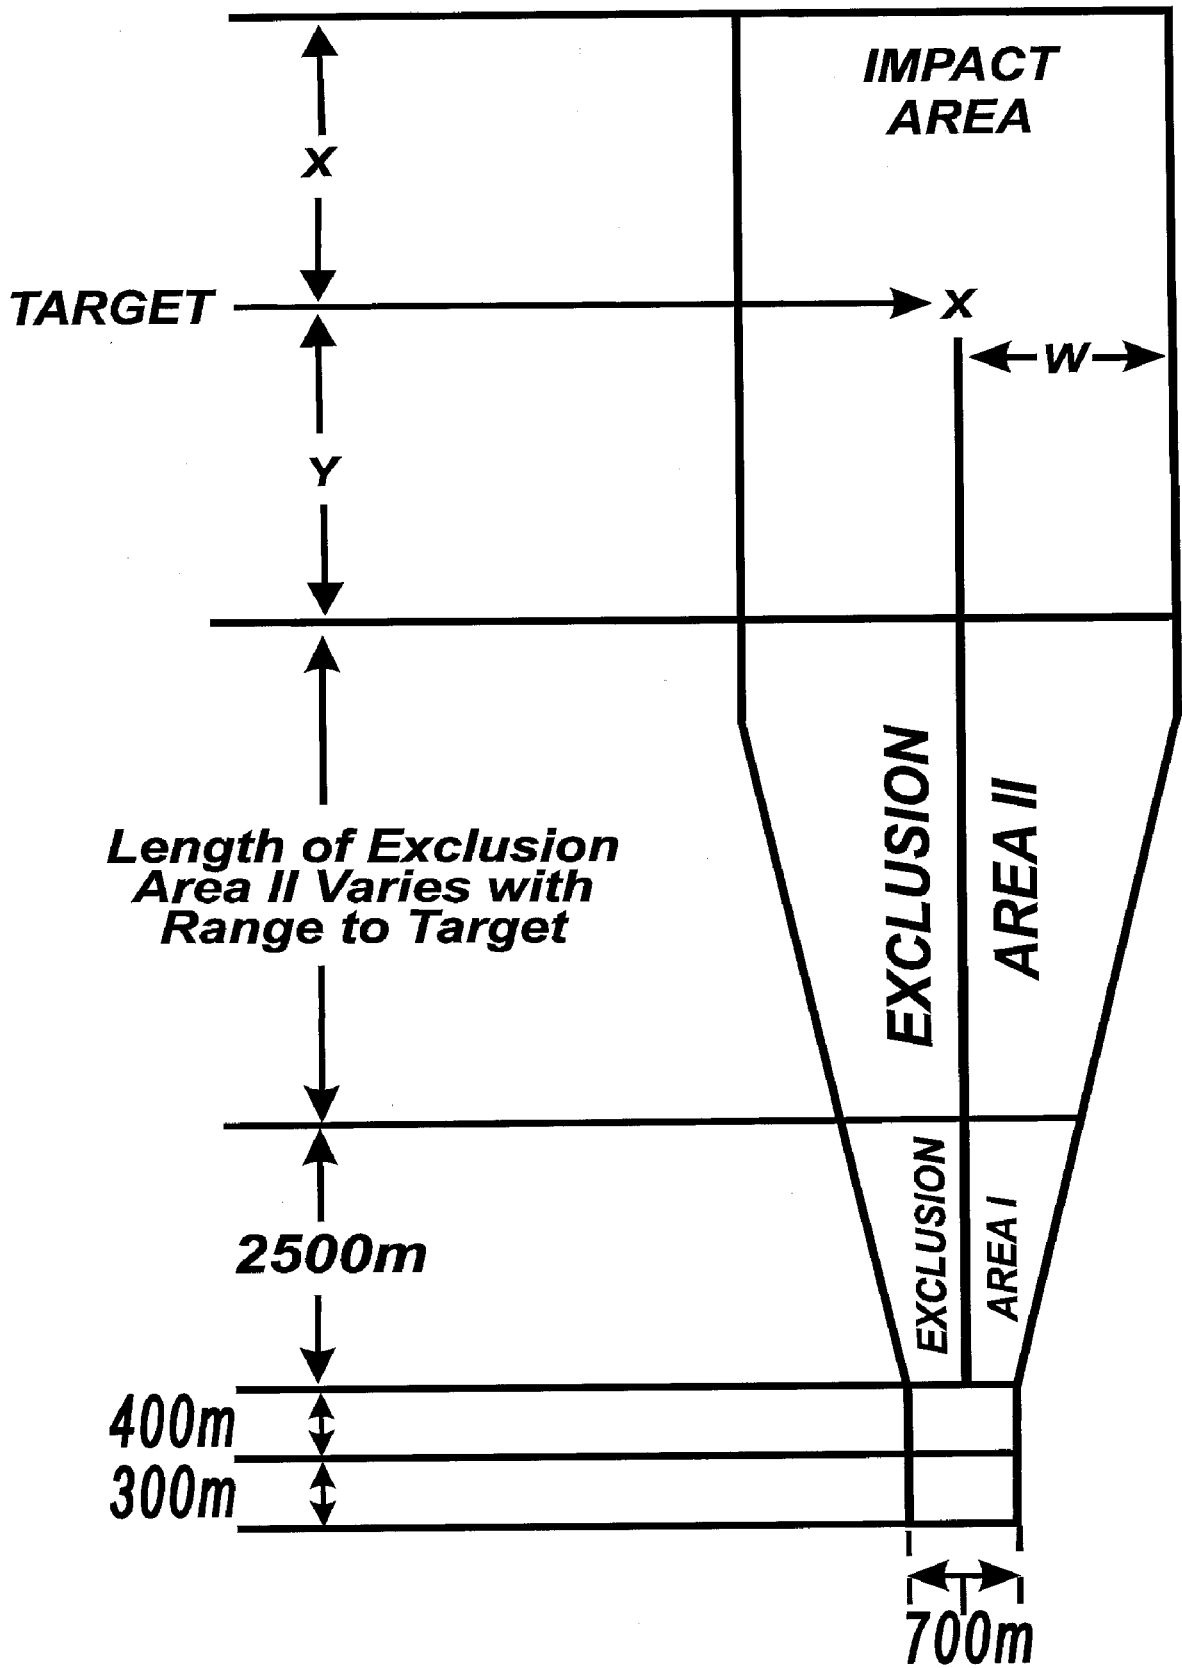 IMPACT
AREA
X
TARGET
X
W
Y
EXCLUSION
AREA II
Length of Exclusion
Area II Varies with
Range to Target
EXCLUSION
AREA I
2500m
400m
300m
700m